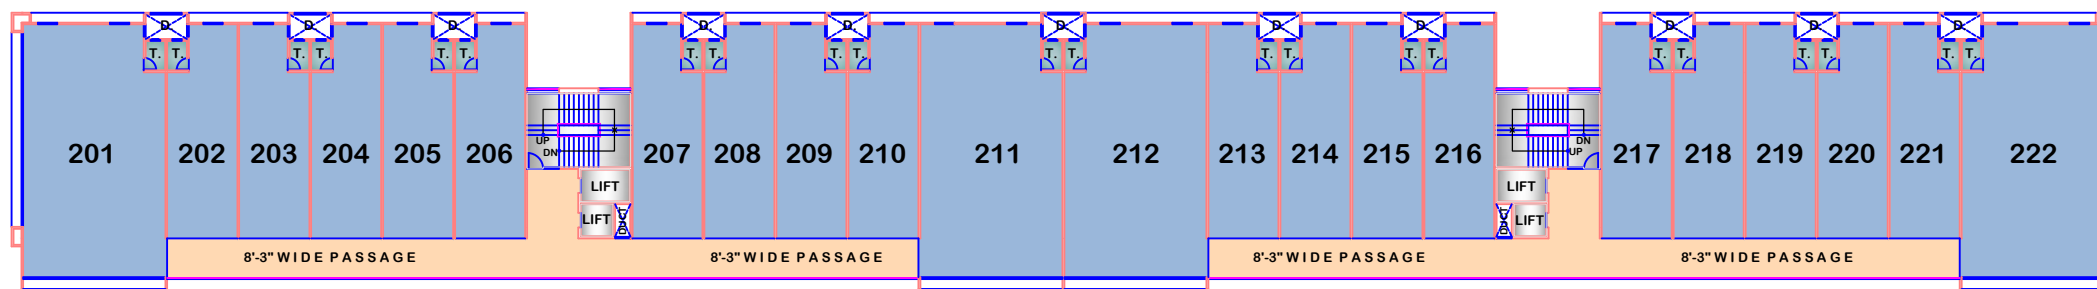 D. D. D. D. D. D. D. D. D. D. D.
T. T. T. T. T. T. T. T. T. T. T. T. T. T. T. T. T. T. T. T. T. T.
UP
DN
DN
UP
201 202 203 204 205 206 207 208 209 210 211 212 213 214 215 216 217 218 219 220 221 222
LIFT LIFT
LIFT DUCT DUCT LIFT
8'-3" WIDE PASSAGE 8'-3" WIDE PASSAGE 8'-3" WIDE PASSAGE 8'-3" WIDE PASSAGE